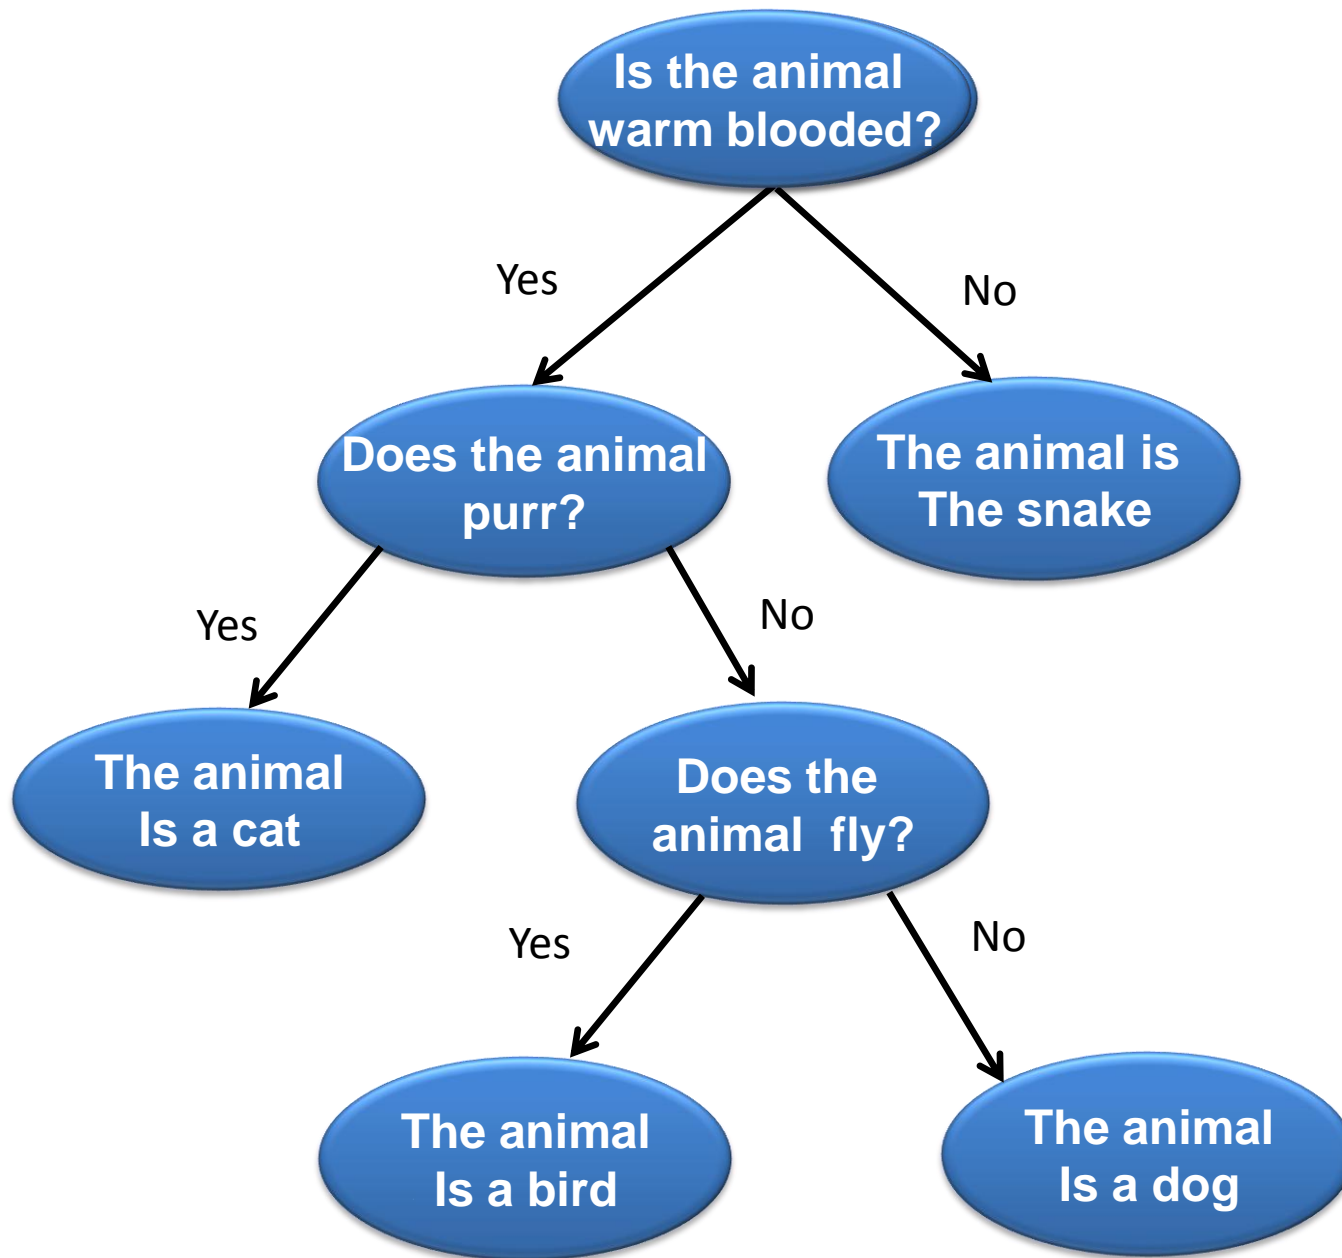 Is the animal
warm blooded?
Yes
No
Does the animal
purr?
The animal is
The snake
Yes
No
The animal
Is a cat
Does the
animal  fly?
Yes
No
The animal
Is a bird
The animal
Is a dog